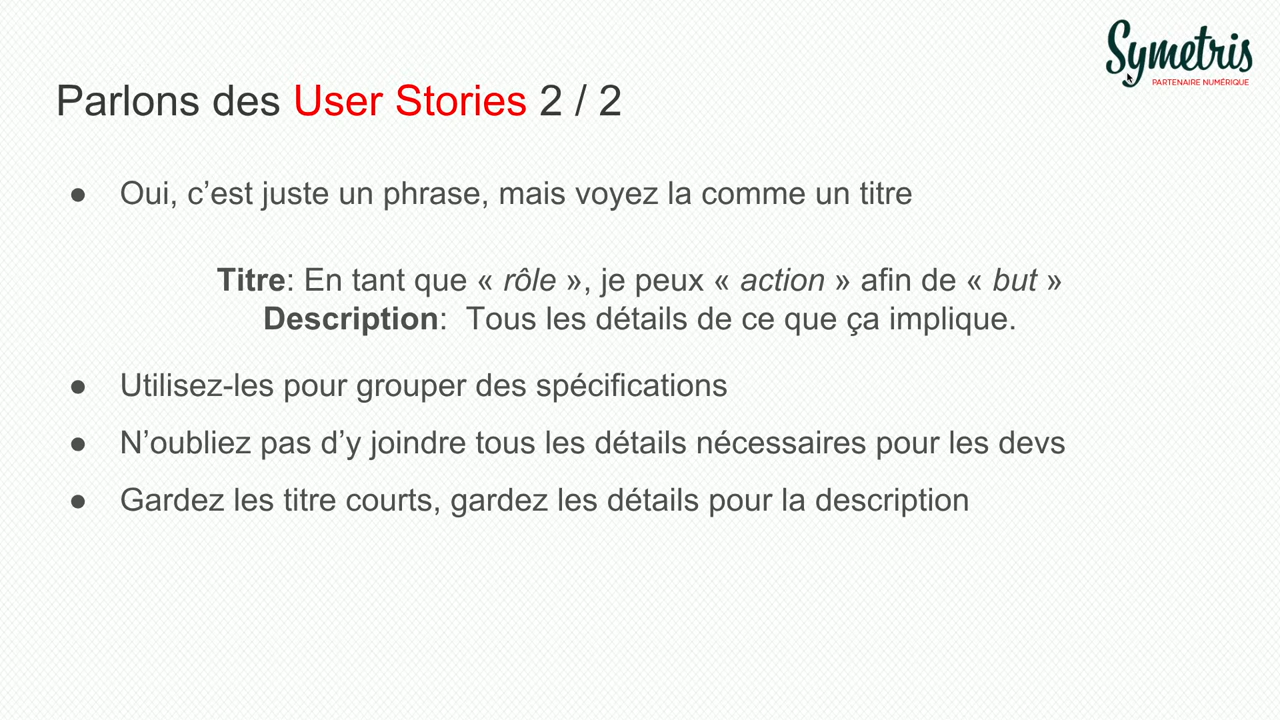 Symetris
PARTENAIRE NUMÉRIQUE
Parlons des User Stories 2 / 2
● Oui, c’est juste un phrase, mais voyez la comme un titre
Titre: En tant que « rôle », je peux « action » afin de « but »
Description: Tous les détails de ce que ça implique.
● Utilisez-les pour grouper des spécifications
● N’oubliez pas d’y joindre tous les détails nécessaires pour les devs
● Gardez les titre courts, gardez les détails pour la description